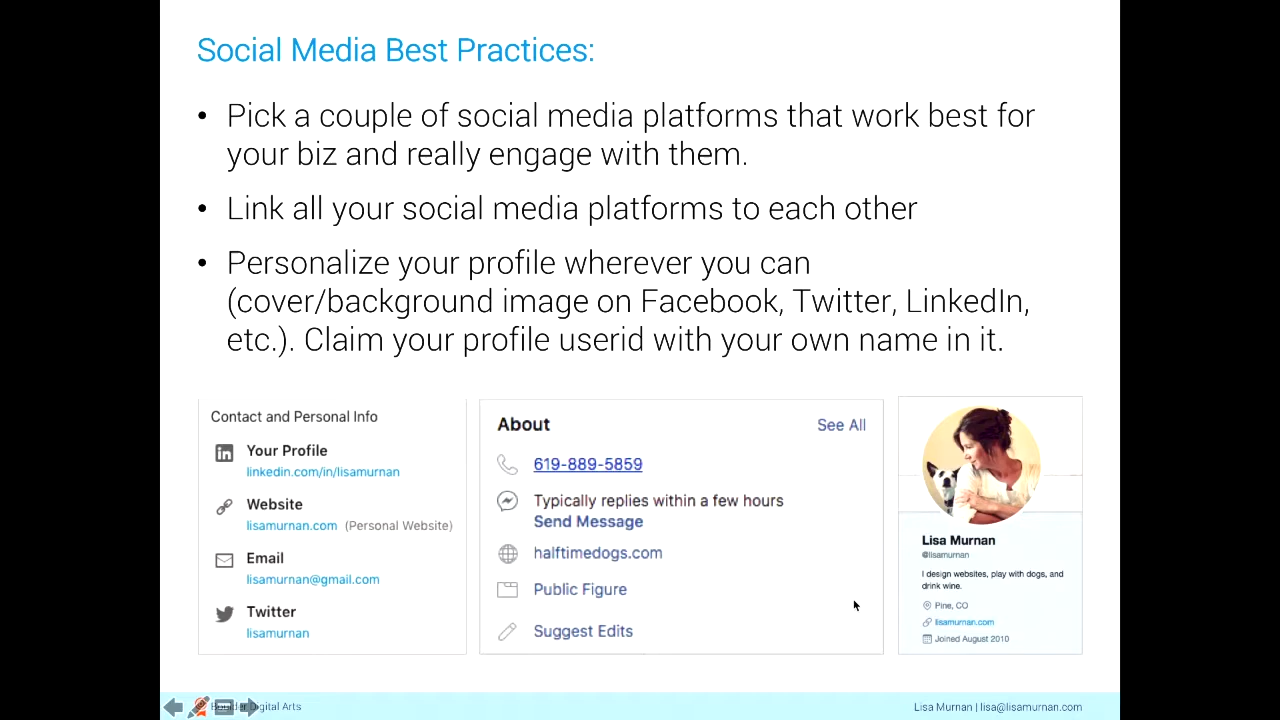 Social Media Best Practices:
• Pick a couple of social media platforms that work best for
your biz and really engage with them.
• Link all your social media platforms to each other
• Personalize your profile wherever you can
(cover/background image on Facebook, Twitter, LinkedIn,
etc.). Claim your profile userid with your own name in it.
Contact and Personal Info
Your Profile
linkedin.com/in/lisamurnan
Website
lisamurnan.com (Personal Website)
Email
lisamurnan@gmail.com
Twitter
lisamurnan
About See All
619-889-5859
Typically replies within a few hours
Send Message
halftimedogs.com
Public Figure
Suggest Edits
Lisa Murnan
@lisamurnan
I design websites, play with dogs, and
drink wine.
Pine, CO
lisamurnan.com
Joined August 2010
Boulder Digital Arts
Lisa Murnan | lisa@lisamurnan.com